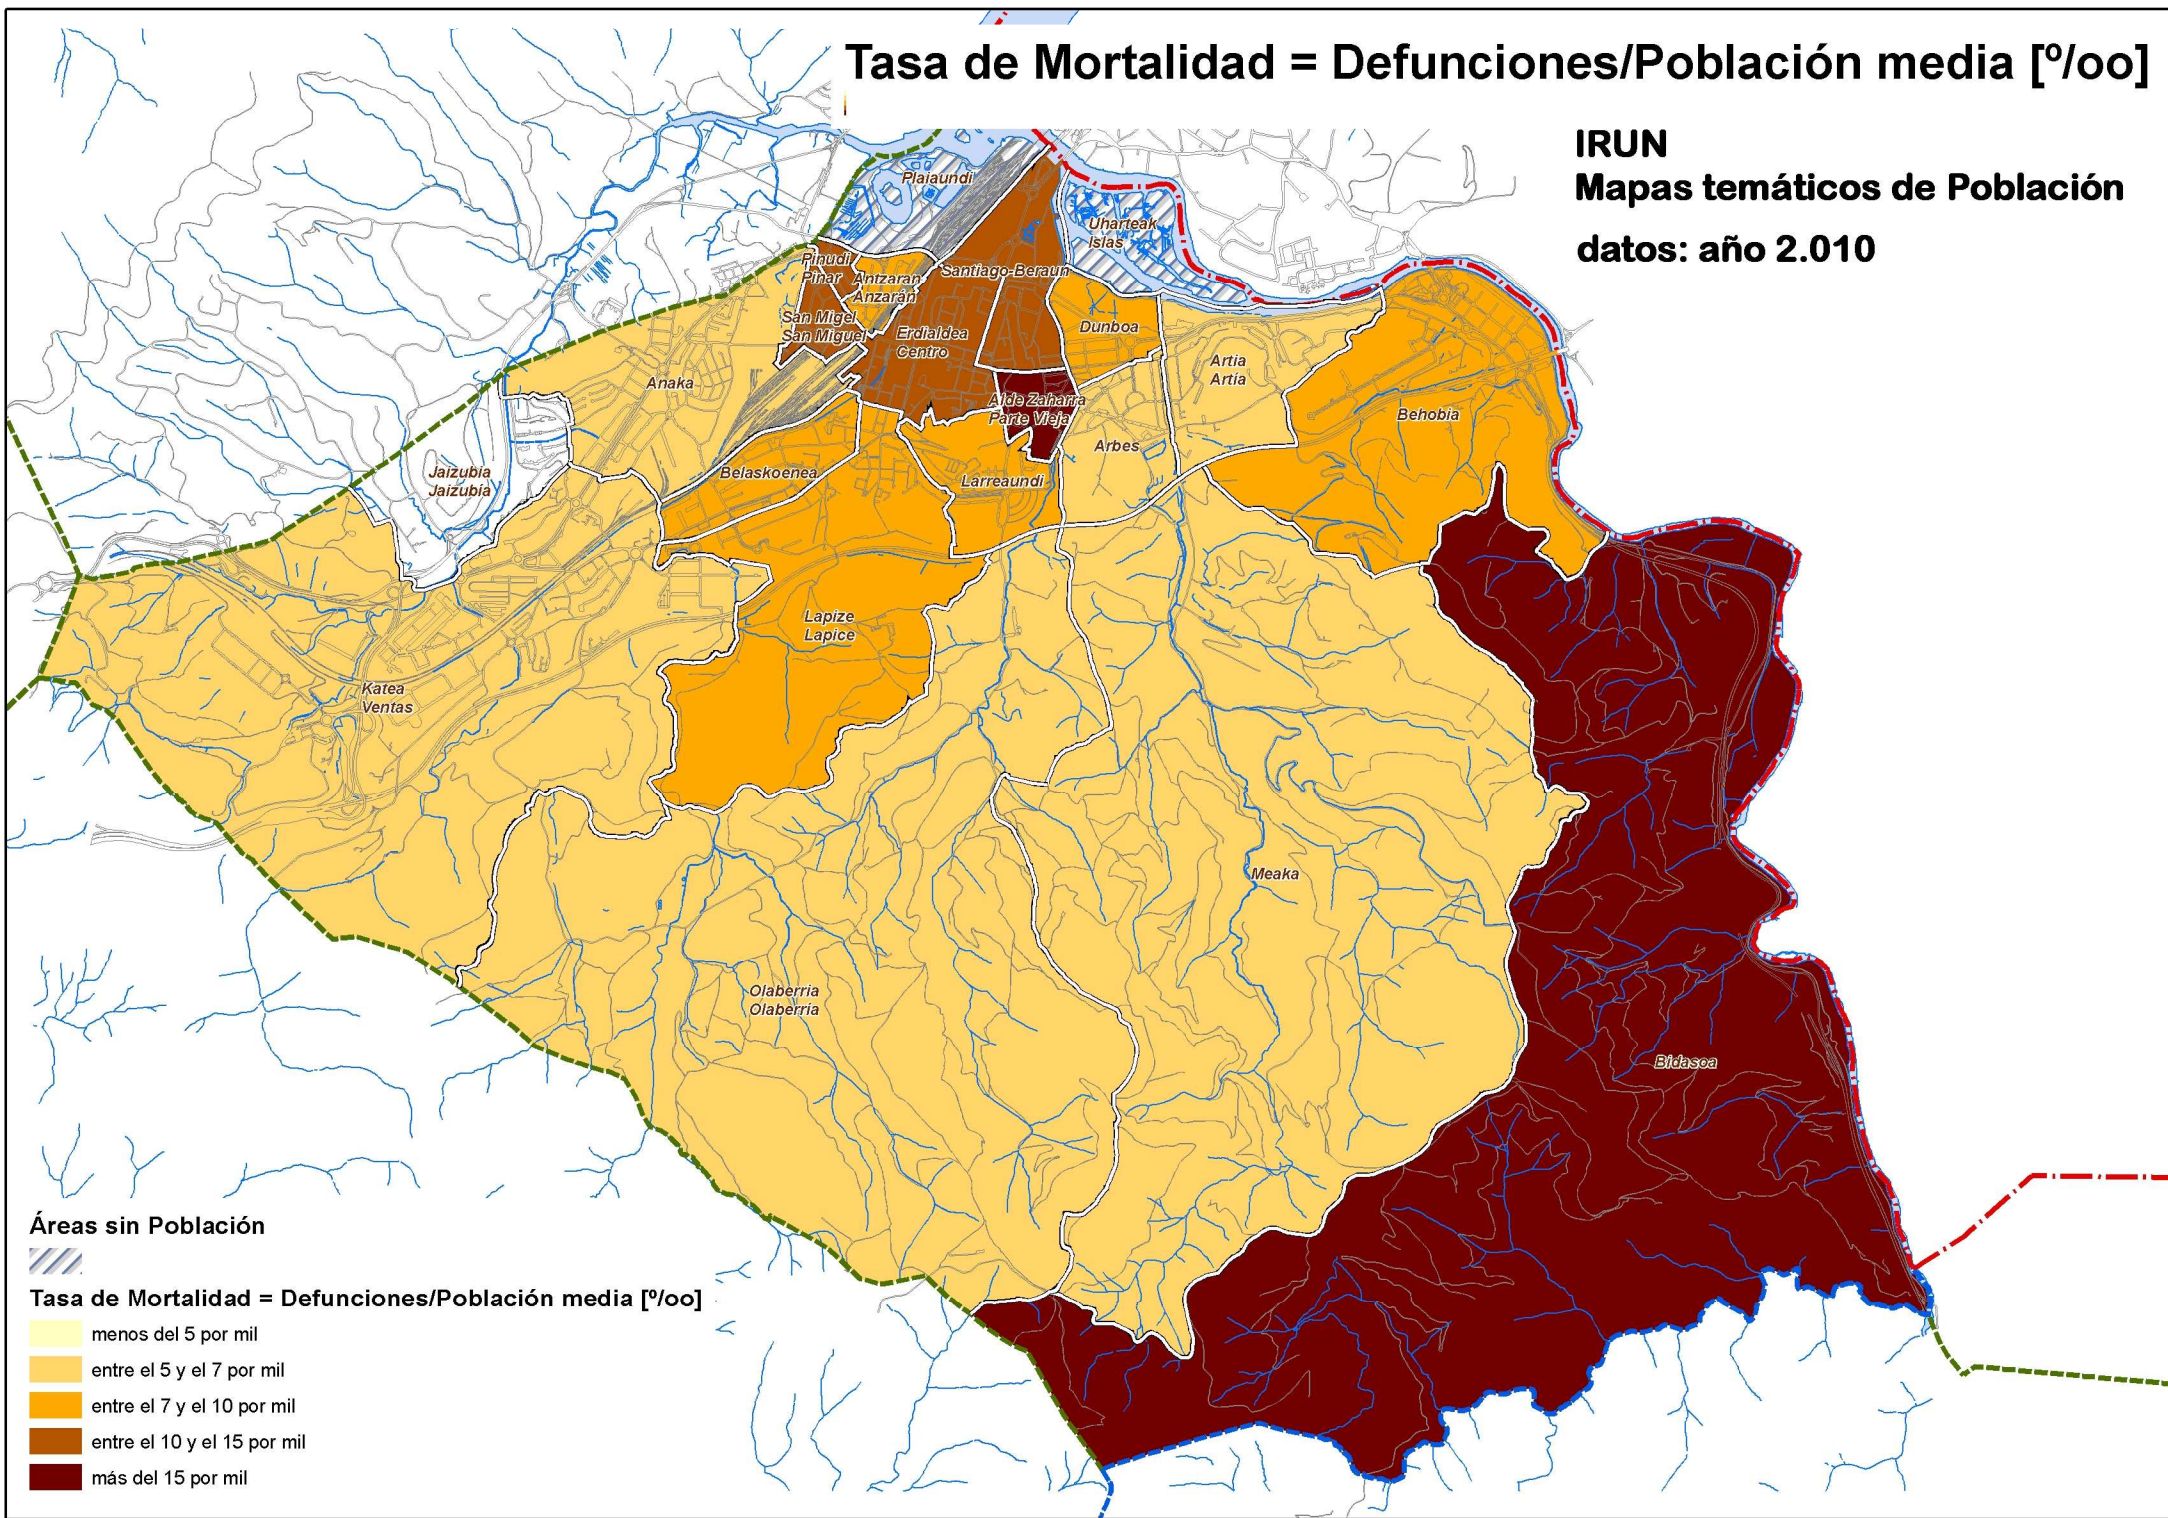 Tasa de Mortalidad = Defunciones/Población media [º/oo]
IRUN
Mapas temáticos de Población
datos: año 2.010
Plaiaundi
Uharteak
Islas
Pinudi
Pinar
Antzaran
Anzarán
Santiago-Beraun
San Migel
San Miguel
Erdialdea
Centro
Dunboa
Artia
Artía
Anaka
Alde Zaharra
Parte Vieja
Behobia
Arbes
Jaizubia
Jaizubía
Belaskoenea
Larreaundi
Lapize
Lapice
Katea
Ventas
Meaka
Olaberria
Olaberría
Bidasoa
Áreas sin Población
Tasa de Mortalidad = Defunciones/Población media [º/oo]
menos del 5 por mil
entre el 5 y el 7 por mil
entre el 7 y el 10 por mil
entre el 10 y el 15 por mil
más del 15 por mil